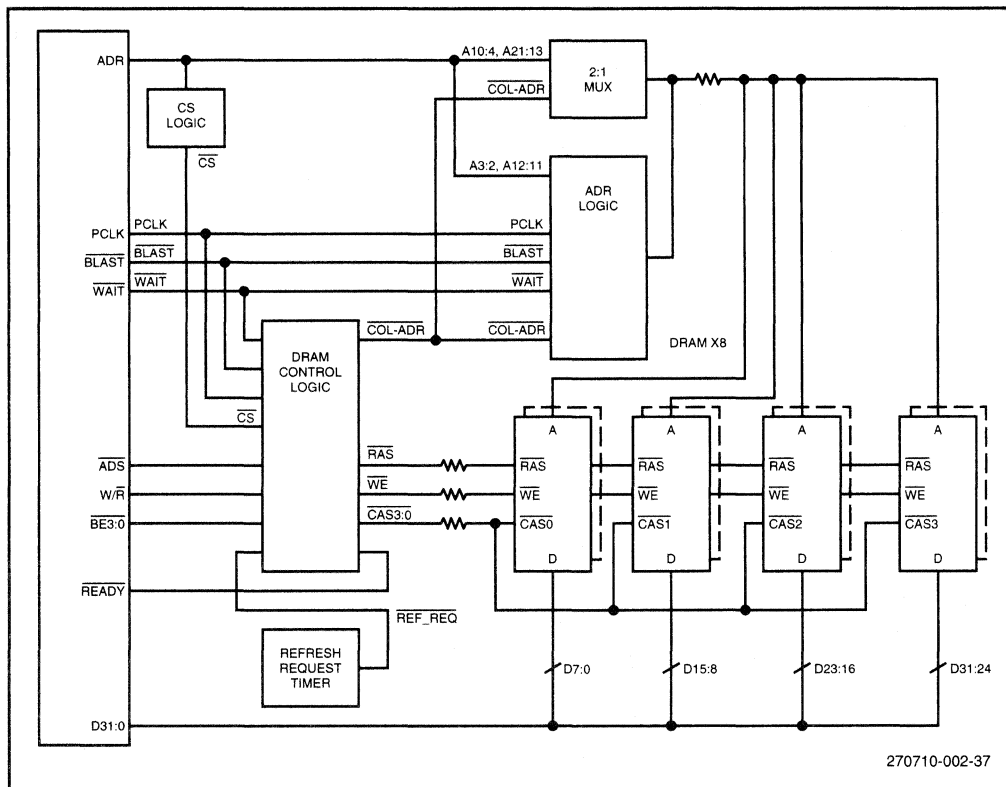 ADR
A10:4, A21:13
COL-ADR
2:1
MUX
CS
LOGIC
CS
A3:2, A12:11
ADR
LOGIC
PCLK
PCLK
PCLK
BLAST
BLAST
BLAST
WAIT
WAIT
WAIT
COL-ADR
COL-ADR
DRAM X8
DRAM
CONTROL
LOGIC
CS
A
A
A
A
ADS
RAS
RAS
RAS
RAS
RAS
W/R
WE
WE
WE
WE
WE
BE3:0
CAS3:0
CAS0
CAS1
CAS2
CAS3
D
D
D
D
READY
REF_REQ
REFRESH
REQUEST
TIMER
D7:0
D15:8
D23:16
D31:24
D31:0
270710-002-37